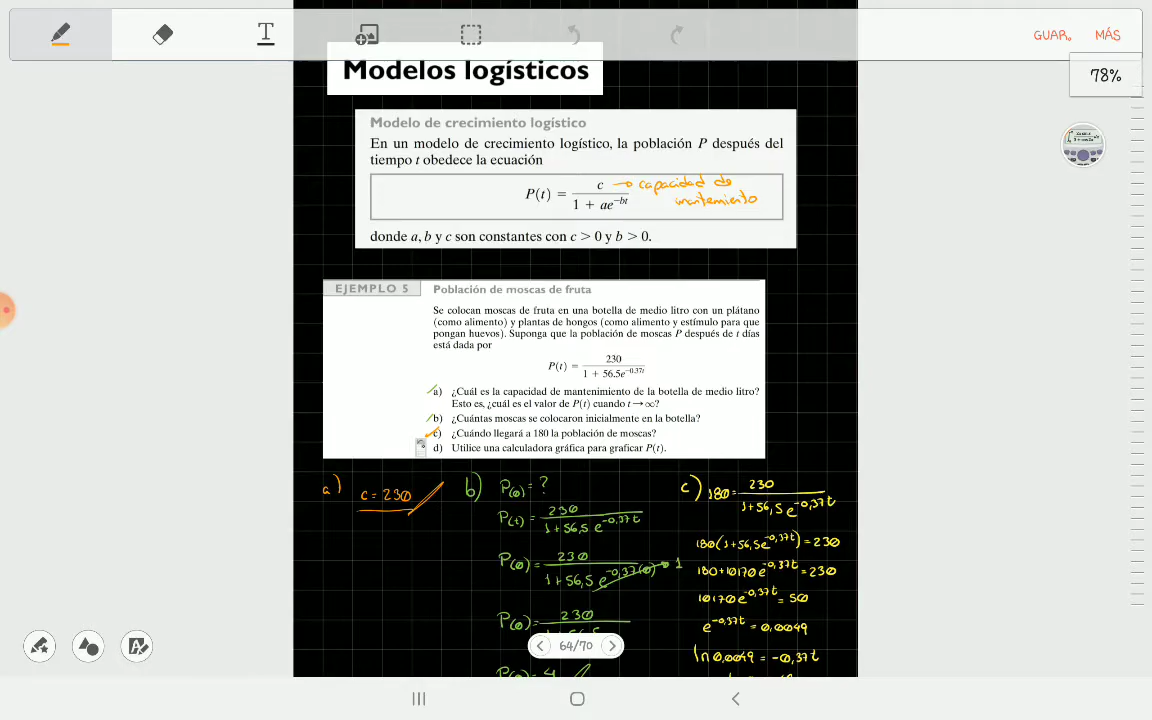 T
GUAR.
MÁS
78%
Modelos logísticos
Modelo de crecimiento logístico
En un modelo de crecimiento logístico, la población P después del
tiempo t obedece la ecuación
P(t) = c / (1 + ae^(-bt)) → capacidad de
mantemiento
donde a, b y c son constantes con c > 0 y b > 0.
EJEMPLO 5 Población de moscas de fruta
Se colocan moscas de fruta en una botella de medio litro con un plátano
(como alimento) y plantas de hongos (como alimento y estímulo para que
pongan huevos). Suponga que la población de moscas P después de t días
está dada por
P(t) = 230 / (1 + 56.5e^(-0.37t))
a) ¿Cuál es la capacidad de mantenimiento de la botella de medio litro?
Esto es, ¿cuál es el valor de P(t) cuando t → ∞?
b) ¿Cuántas moscas se colocaron inicialmente en la botella?
c) ¿Cuándo llegará a 180 la población de moscas?
d) Utilice una calculadora gráfica para graficar P(t).
a) c = 230
b) P(0) = ?
P(t) = 230 / (1 + 56,5 e^(-0,37t))
P(0) = 230 / (1 + 56,5 e^(-0,37(0))) → 1
P(0) = 230
c) 180 = 230 / (1 + 56,5 e^(-0,37t))
180(1 + 56,5e^(-0,37t)) = 230
180 + 10170e^(-0,37t) = 230
10170e^(-0,37t) = 50
e^(-0,37t) = 0,0049
ln 0,0049 = -0,37t
64/70